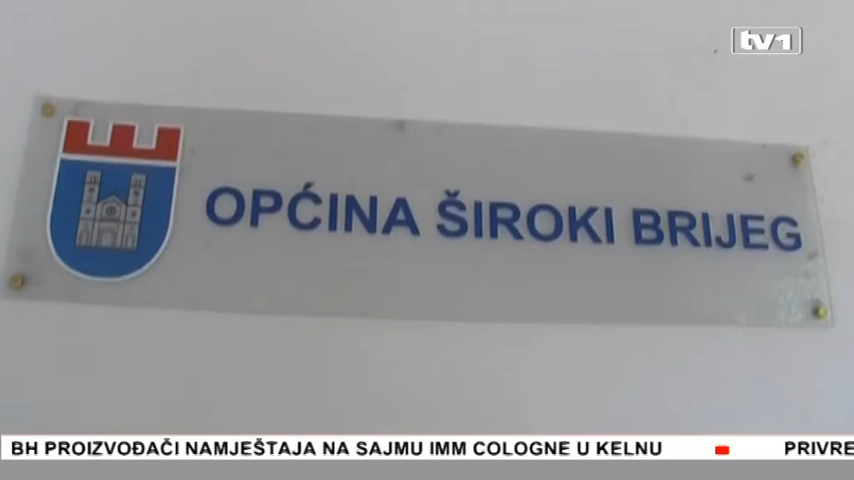 tv1
OPĆINA ŠIROKI BRIJEG
BH PROIZVOĐAČI NAMJEŠTAJA NA SAJMU IMM COLOGNE U KELNU
PRIVRE